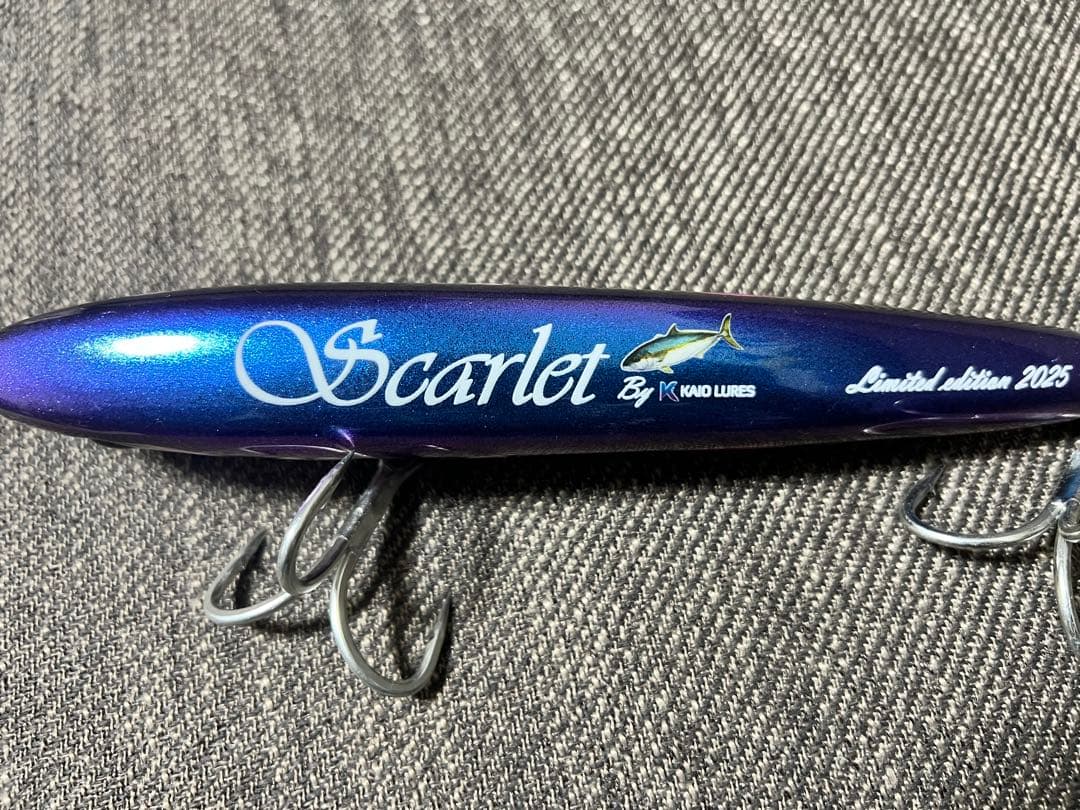 Scarlet
By K KAIO LURES
Limited edition 2025